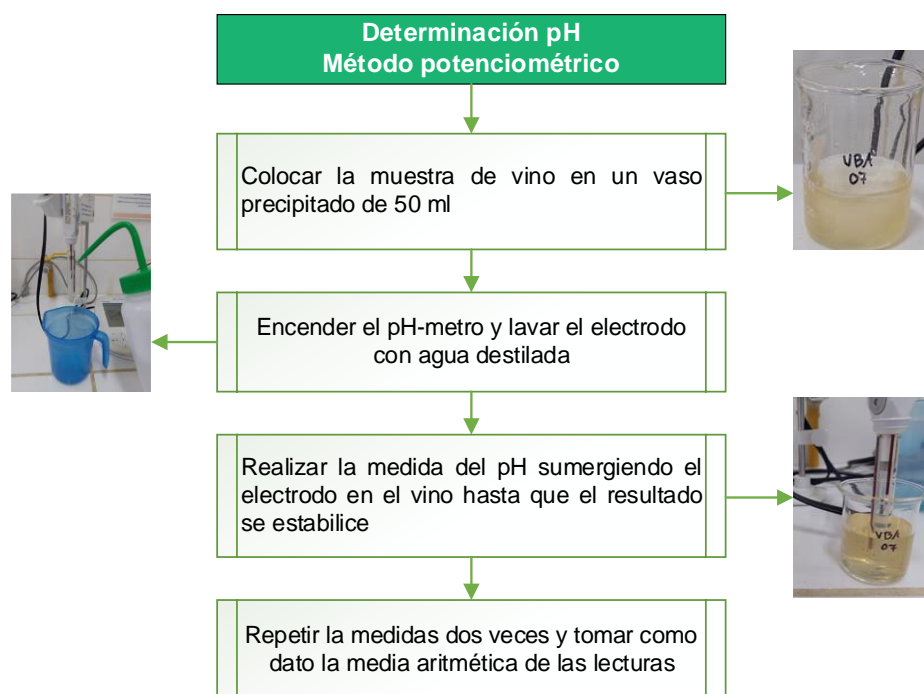 Determinación pH
Método potenciométrico
Colocar la muestra de vino en un vaso
precipitado de 50 ml
VBA
07
Encender el pH-metro y lavar el electrodo
con agua destilada
Realizar la medida del pH sumergiendo el
electrodo en el vino hasta que el resultado
se estabilice
VBA
07
Repetir la medidas dos veces y tomar como
dato la media aritmética de las lecturas